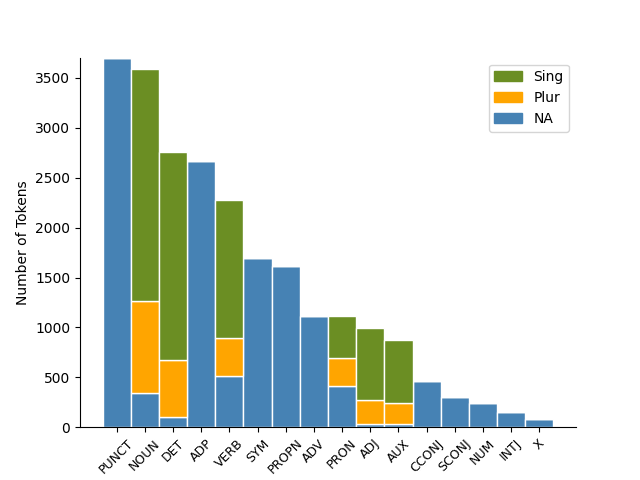 Sing
Plur
NA
Number of Tokens
3500
3000
2500
2000
1500
1000
500
0
PUNCT
NOUN
DET
ADP
VERB
SYM
PROPN
ADV
PRON
ADJ
AUX
CCONJ
SCONJ
NUM
INTJ
X